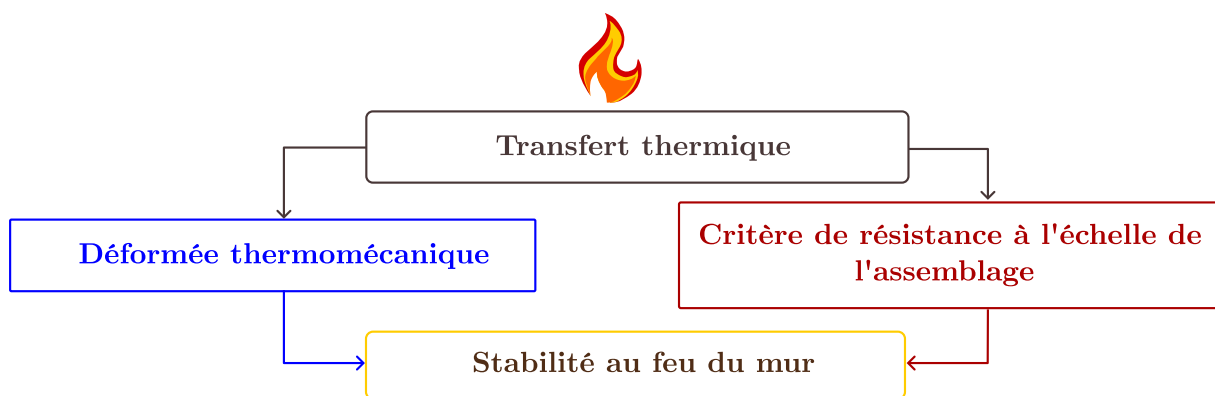 Transfert thermique
Déformée thermomécanique
Critère de résistance à l'échelle de
l'assemblage
Stabilité au feu du mur